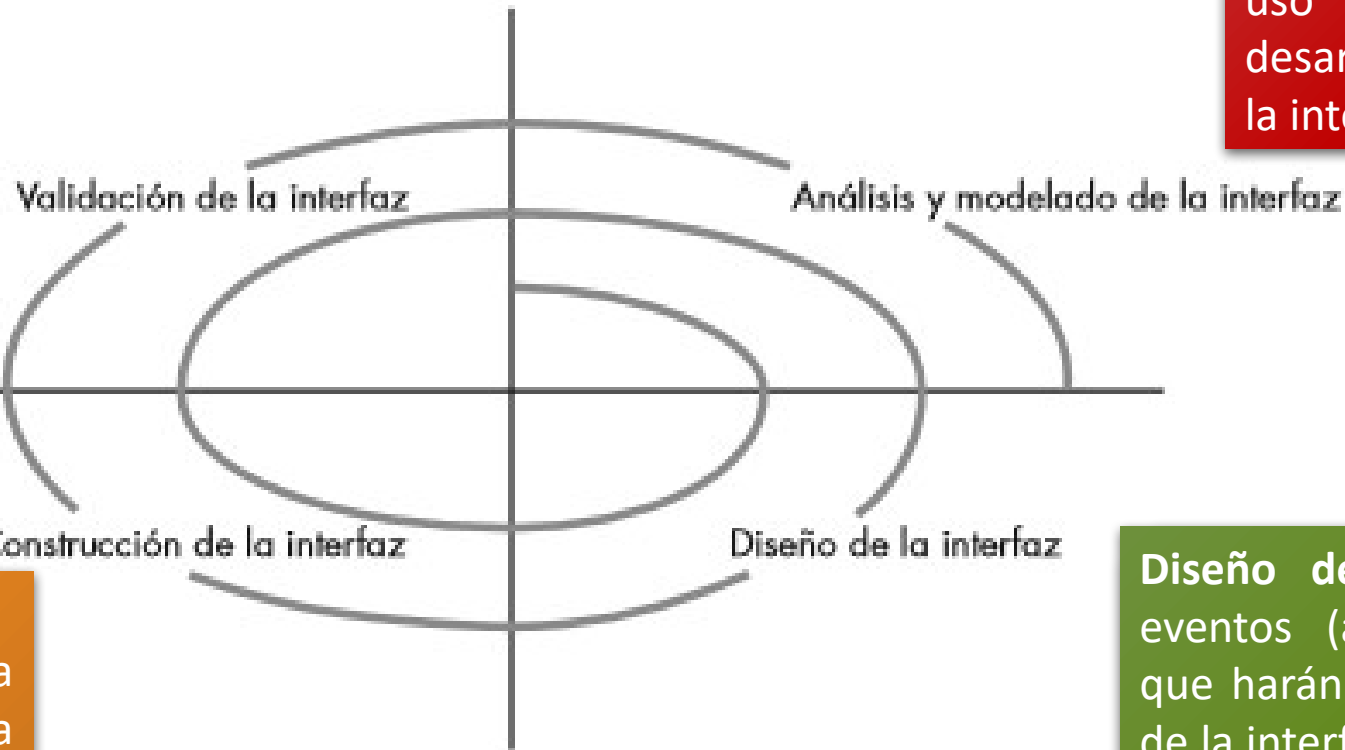 uso
la inte
Validación de la interfaz
Análisis y modelado de la interfaz
Construcción de la interfaz
Diseño de la interfaz
Diseño de
eventos (a
que harán
de la interf
a
a